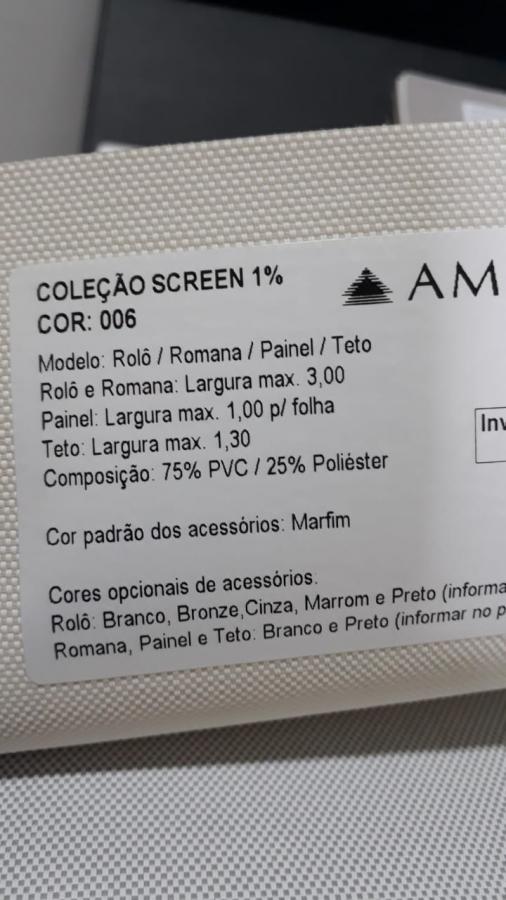 COLEÇÃO SCREEN 1%
AM
COR: 006
Modelo: Rolô / Romana / Painel / Teto
Rolô e Romana: Largura max. 3,00
Painel: Largura max. 1,00 p/ folha
Teto: Largura max. 1,30
Composição: 75% PVC / 25% Poliéster
Cor padrão dos acessórios: Marfim
Cores opcionais de acessórios.
Rolô: Branco, Bronze,Cinza, Marrom e Preto (informa
Romana, Painel e Teto: Branco e Preto (informar no p
Inv